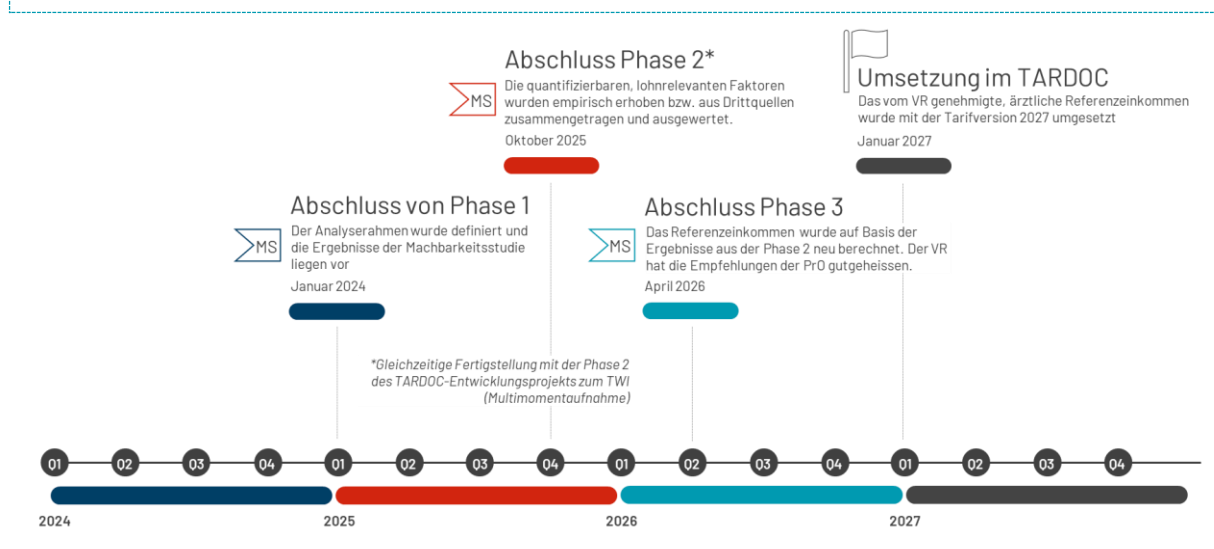 Abschluss Phase 2*
MS
Die quantifizierbaren, lohnrelevanten Faktoren
wurden empirisch erhoben bzw. aus Drittquellen
zusammengetragen und ausgewertet.
Oktober 2025
Umsetzung im TARDOC
Das vom VR genehmigte, ärztliche Referenzeinkommen
wurde mit der Tarifversion 2027 umgesetzt
Januar 2027
Abschluss von Phase 1
MS
Der Analyserahmen wurde definiert und
die Ergebnisse der Machbarkeitsstudie
liegen vor
Januar 2024
Abschluss Phase 3
MS
Das Referenzeinkommen wurde auf Basis der
Ergebnisse aus der Phase 2 neu berechnet. Der VR
hat die Empfehlungen der PrO gutgeheissen.
April 2026
*Gleichzeitige Fertigstellung mit der Phase 2
des TARDOC-Entwicklungsprojekts zum TWI
(Multimomentaufnahme)
Q1 Q2 Q3 Q4 Q1 Q2 Q3 Q4 Q1 Q2 Q3 Q4 Q1 Q2 Q3 Q4
2024 2025 2026 2027